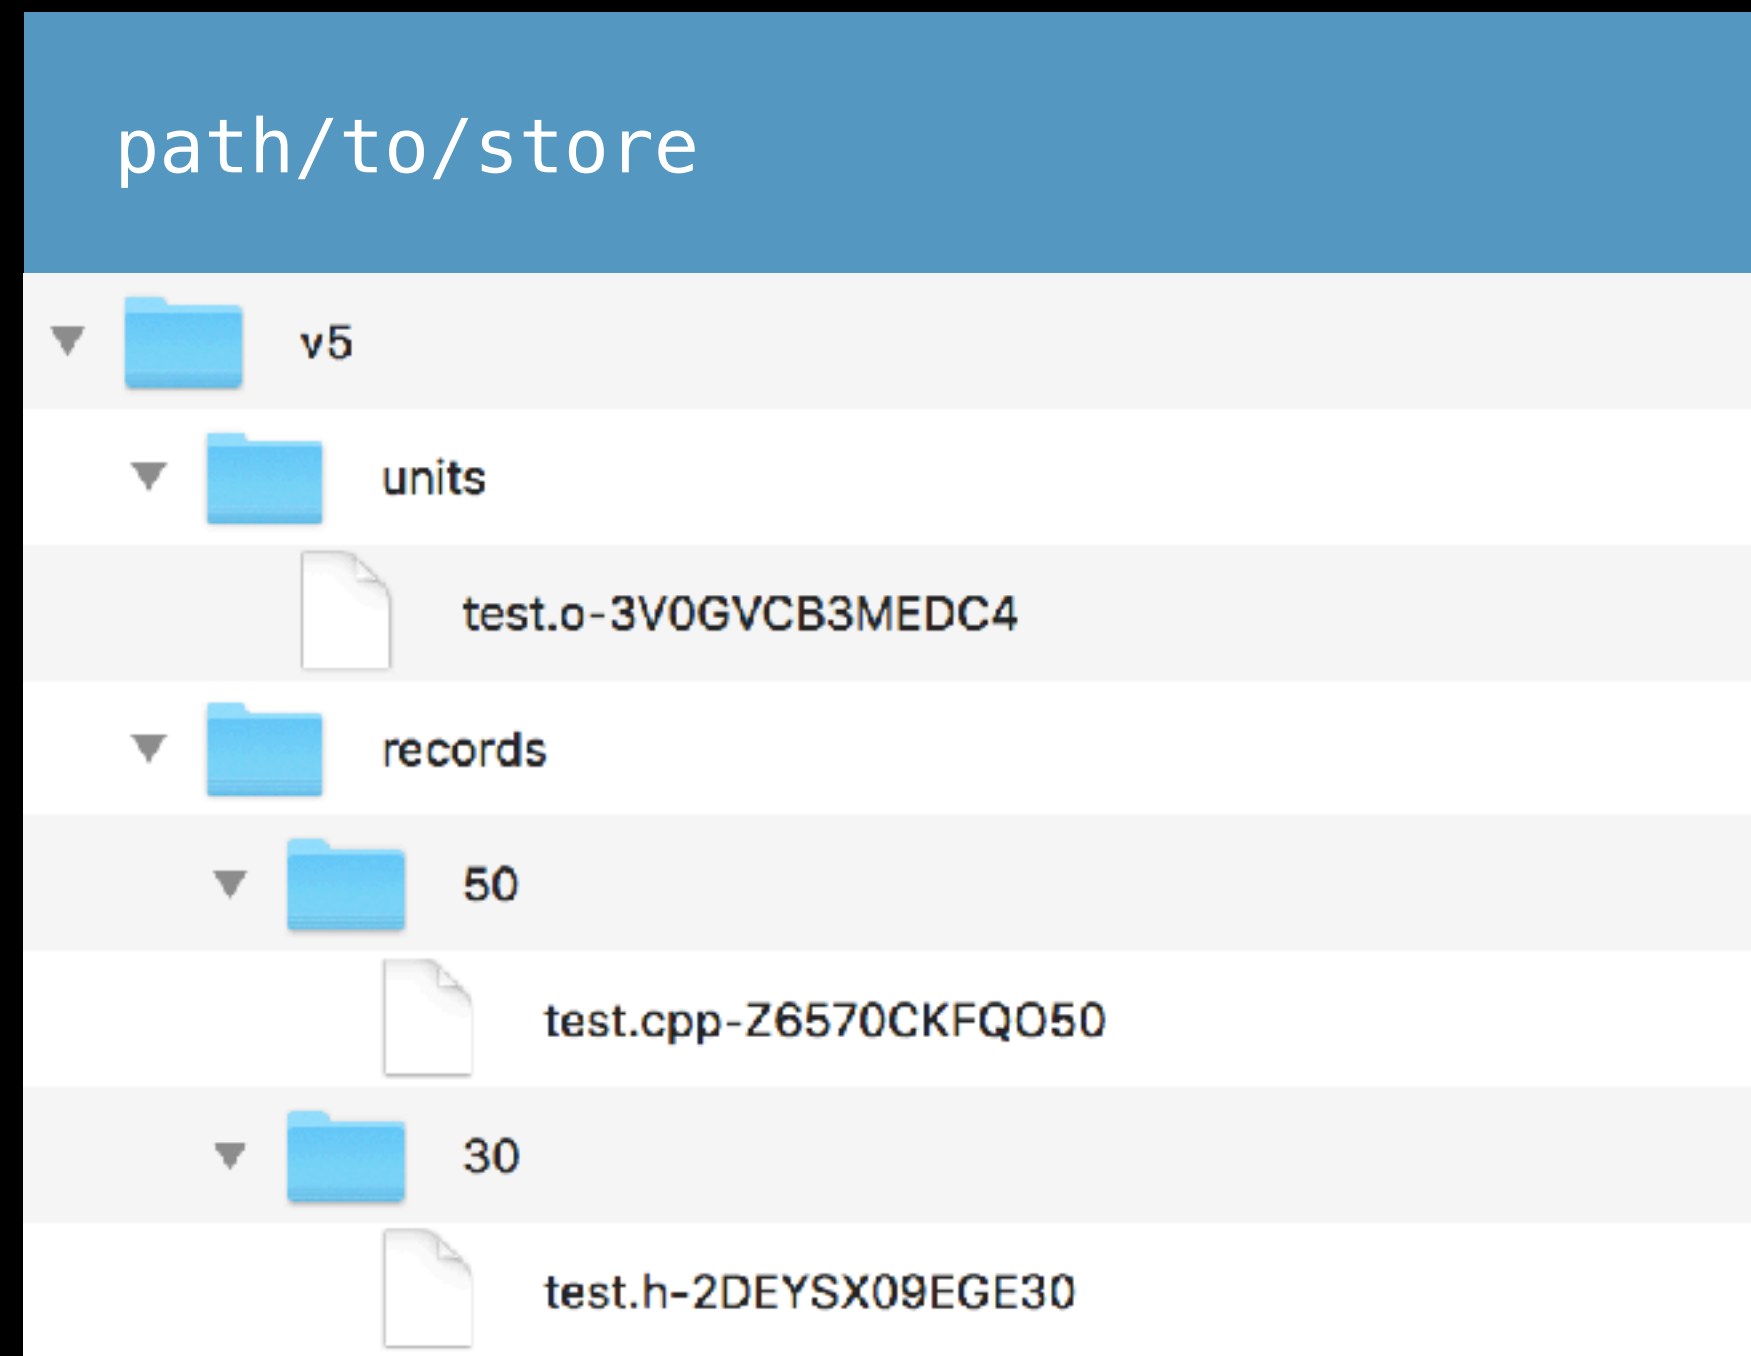 path/to/store
v5
units
test.o-3V0GVCB3MEDC4
records
50
test.cpp-Z6570CKFQO50
30
test.h-2DEYSX09EGE30